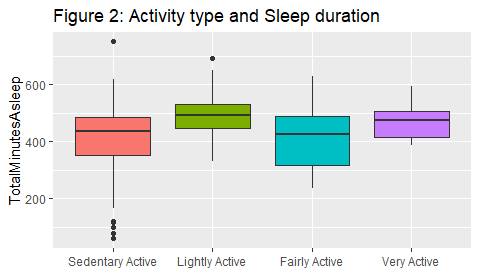 Figure 2: Activity type and Sleep duration
TotalMinutesAsleep
600
400
200
Sedentary Active
Lightly Active
Fairly Active
Very Active